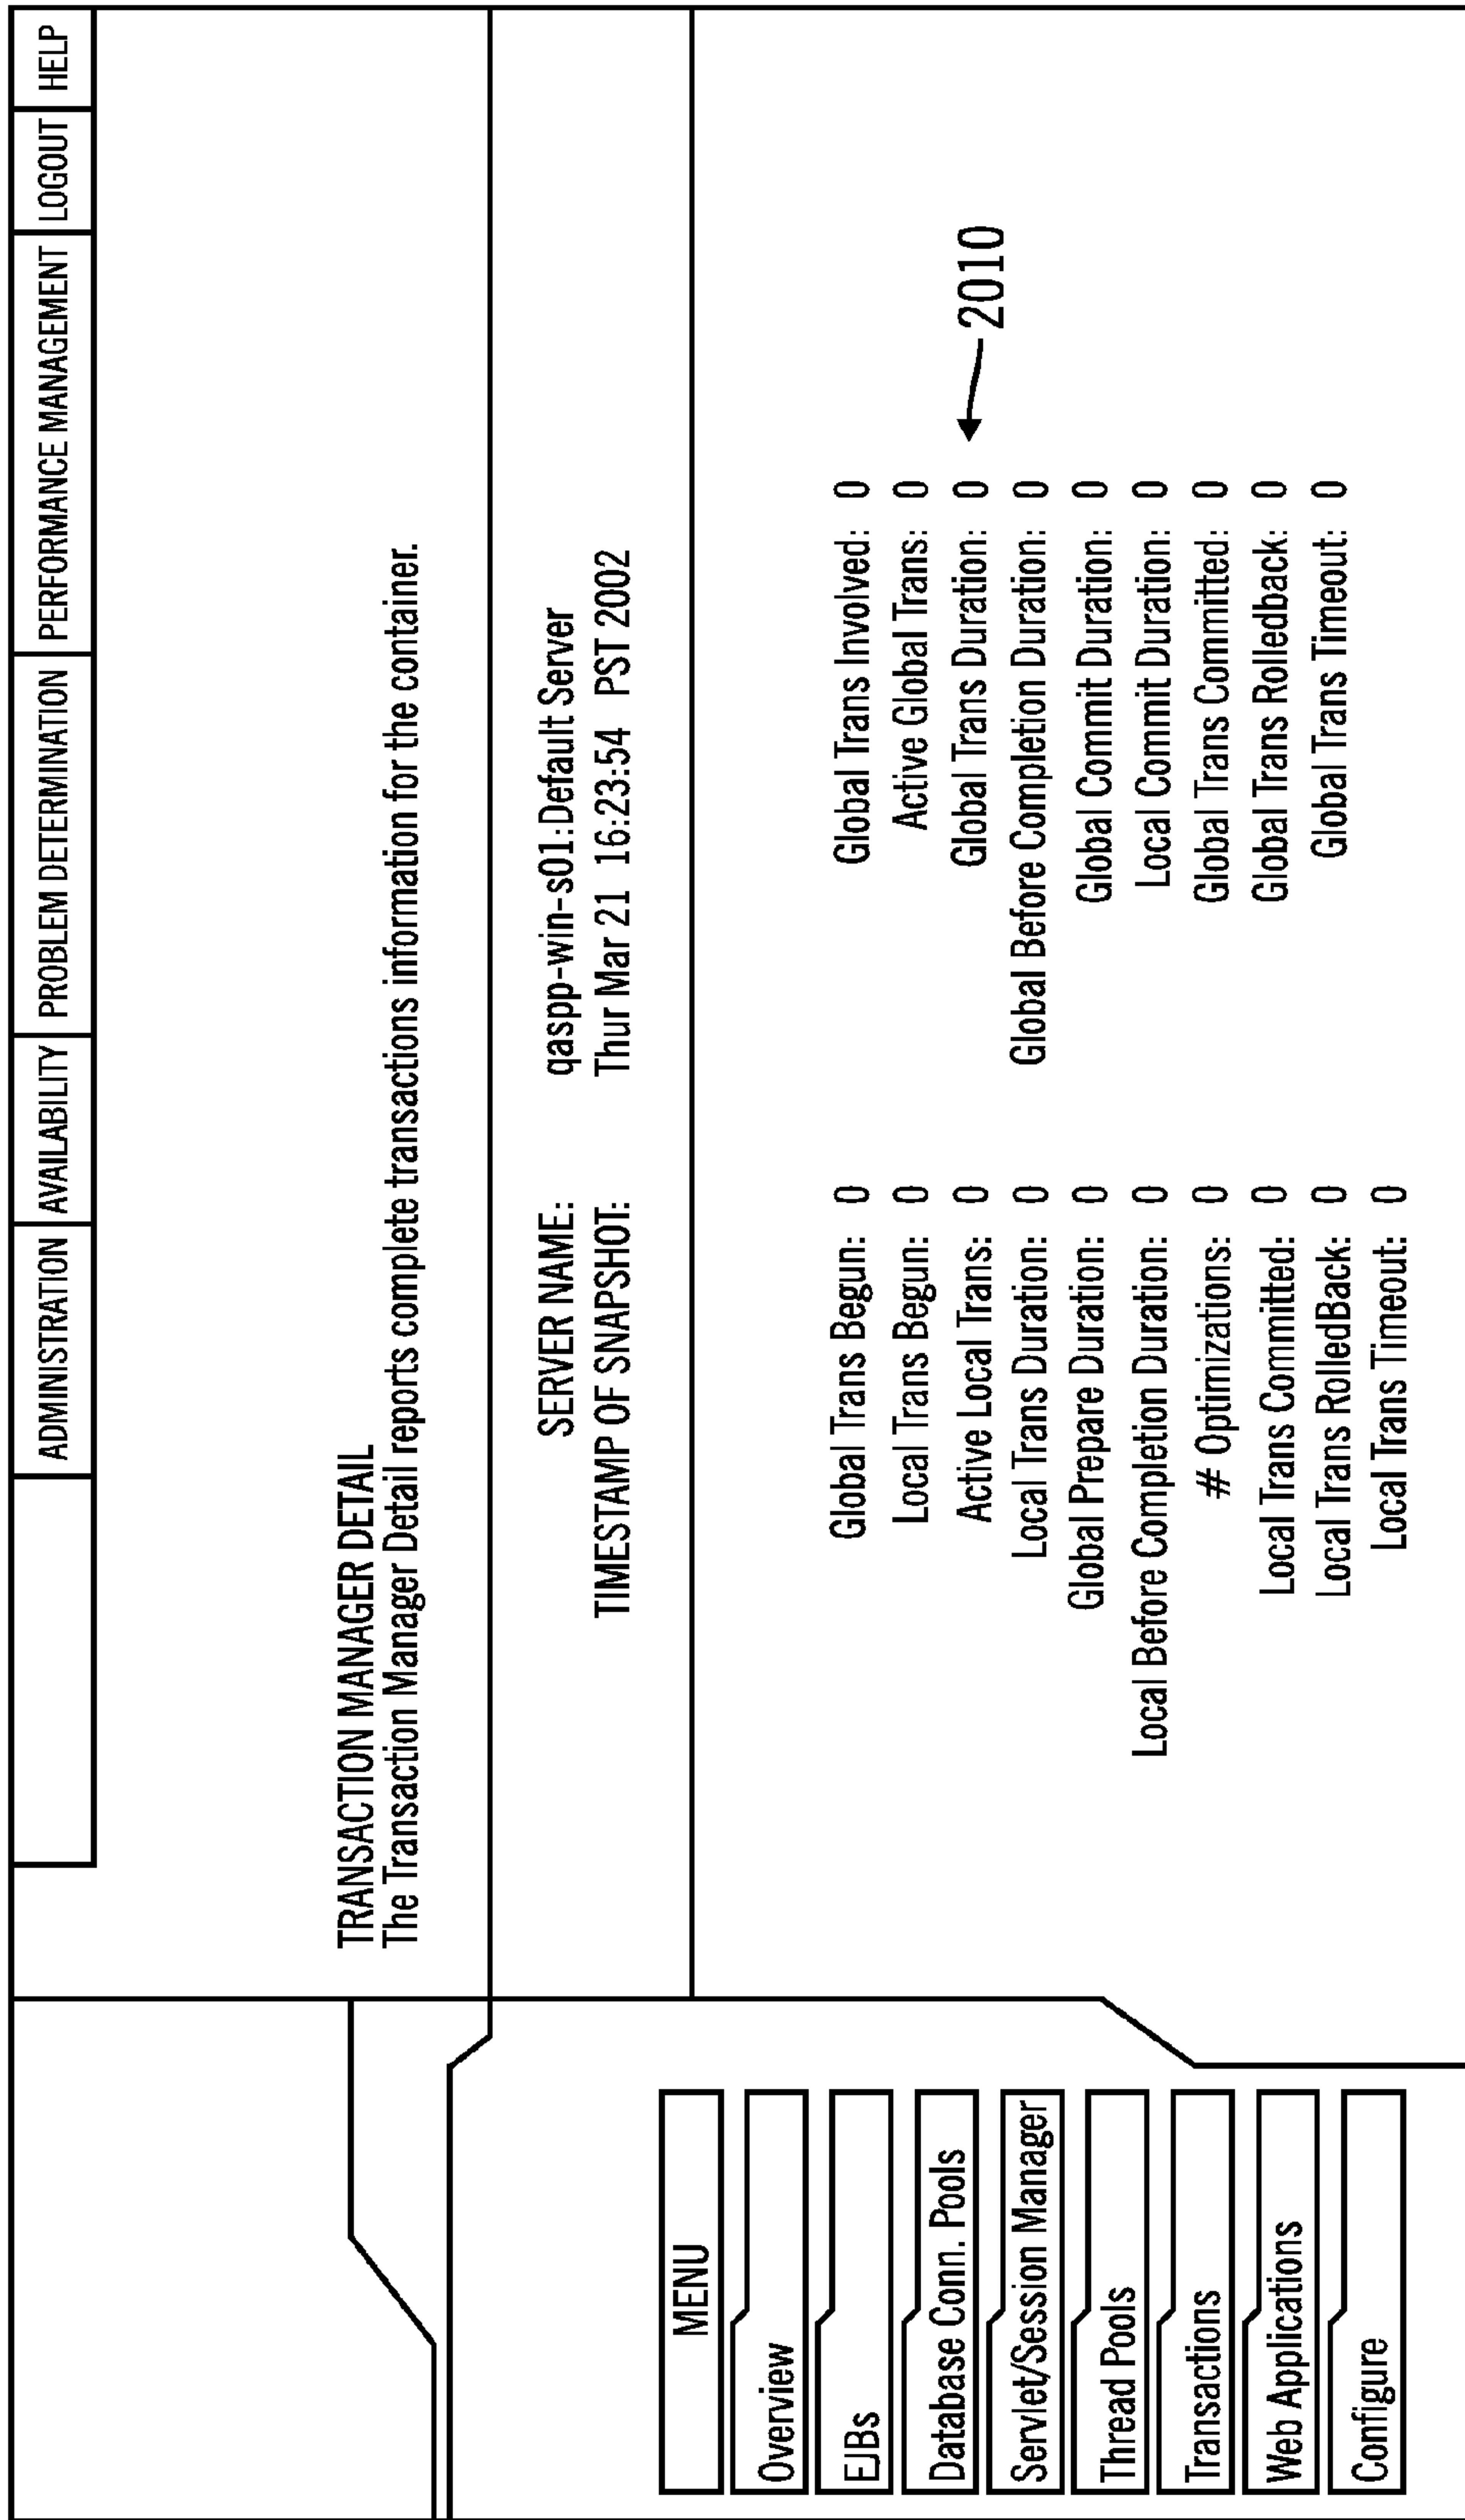 ADMINISTRATION AVAILABILITY PROBLEM DETERMINATION PERFORMANCE MANAGEMENT LOGOUT HELP
TRANSACTION MANAGER DETAIL
The Transaction Manager Detail reports complete transactions information for the container.
SERVER NAME: qaspp-win-s01:Default Server
TIMESTAMP OF SNAPSHOT: Thur Mar 21 16:23:54 PST 2002
MENU
Overview
EJBs
Database Conn. Pools
Servlet/Session Manager
Thread Pools
Transactions
Web Applications
Configure
Global Trans Begun: 0 Global Trans Involved: 0
Local Trans Begun: 0 Active Global Trans: 0
Active Local Trans: 0 Global Trans Duration: 0 2010
Local Trans Duration: 0 Global Before Completion Duration: 0
Global Prepare Duration: 0 Global Commit Duration: 0
Local Before Completion Duration: 0 Local Commit Duration: 0
# Optimizations: 0 Global Trans Committed: 0
Local Trans Committed: 0 Global Trans Rolledback: 0
Local Trans RolledBack: 0 Global Trans Timeout: 0
Local Trans Timeout: 0